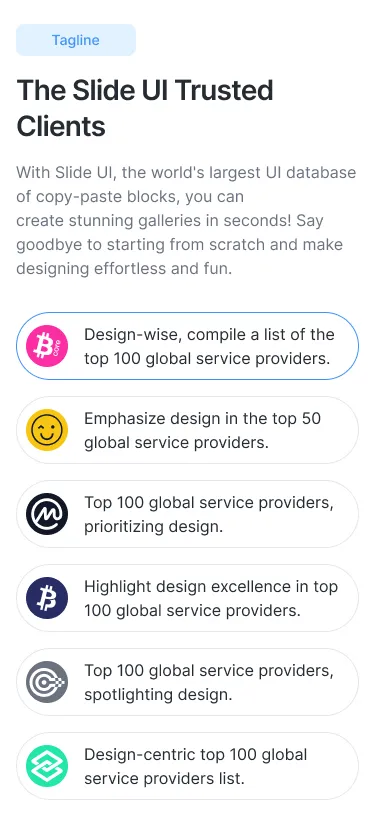 Tagline
The Slide UI Trusted
Clients
With Slide UI, the world's largest UI database
of copy-paste blocks, you can
create stunning galleries in seconds! Say
goodbye to starting from scratch and make
designing effortless and fun.
Design-wise, compile a list of the
top 100 global service providers.
Emphasize design in the top 50
global service providers.
Top 100 global service providers,
prioritizing design.
Highlight design excellence in top
100 global service providers.
Top 100 global service providers,
spotlighting design.
Design-centric top 100 global
service providers list.